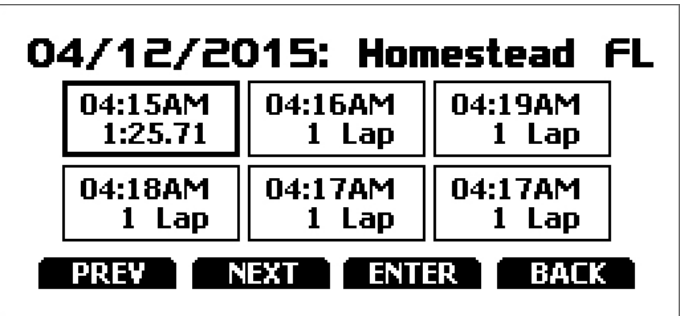 04/12/2015: Homestead FL
04:15AM 04:16AM 04:19AM
1:25.71 1 Lap 1 Lap
04:18AM 04:17AM 04:17AM
1 Lap 1 Lap 1 Lap
PREV NEXT ENTER BACK